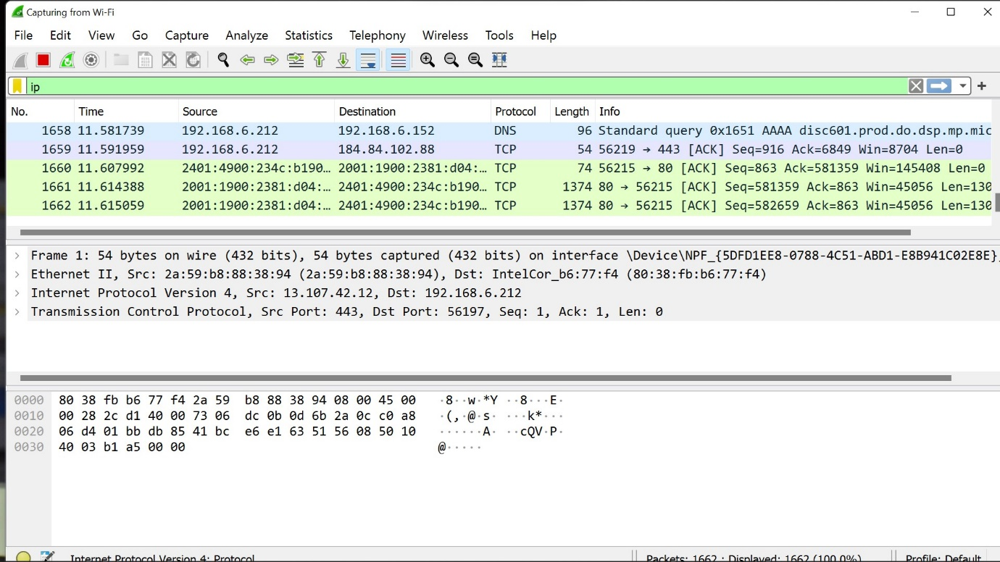 Capturing from Wi-Fi
File Edit View Go Capture Analyze Statistics Telephony Wireless Tools Help
ip
No. Time Source Destination Protocol Length Info
1658 11.581739 192.168.6.212 192.168.6.152 DNS 96 Standard query 0x1651 AAAA disc601.prod.do.dsp.mp.mic
1659 11.591959 192.168.6.212 184.84.102.88 TCP 54 56219 → 443 [ACK] Seq=916 Ack=6849 Win=8704 Len=0
1660 11.607992 2401:4900:234c:b190… 2001:1900:2381:d04:… TCP 74 56215 → 80 [ACK] Seq=863 Ack=581359 Win=145408 Len=0
1661 11.614388 2001:1900:2381:d04:… 2401:4900:234c:b190… TCP 1374 80 → 56215 [ACK] Seq=581359 Ack=863 Win=45056 Len=130
1662 11.615059 2001:1900:2381:d04:… 2401:4900:234c:b190… TCP 1374 80 → 56215 [ACK] Seq=582659 Ack=863 Win=45056 Len=130
> Frame 1: 54 bytes on wire (432 bits), 54 bytes captured (432 bits) on interface \Device\NPF_{5DFD1EE8-0788-4C51-ABD1-E8B941C02E8E}
> Ethernet II, Src: 2a:59:b8:88:38:94 (2a:59:b8:88:38:94), Dst: IntelCor_b6:77:f4 (80:38:fb:b6:77:f4)
> Internet Protocol Version 4, Src: 13.107.42.12, Dst: 192.168.6.212
> Transmission Control Protocol, Src Port: 443, Dst Port: 56197, Seq: 1, Ack: 1, Len: 0
0000 80 38 fb b6 77 f4 2a 59 b8 88 38 94 08 00 45 00 ·8··w·*Y ··8···E·
0010 00 28 2c d1 40 00 73 06 dc 0b 0d 6b 2a 0c c0 a8 ·(,·@·s· ···k*···
0020 06 d4 01 bb db 85 41 bc e6 e1 63 51 56 08 50 10 ······A· ··cQV·P·
0030 40 03 b1 a5 00 00 @·····
Internet Protocol Version 4: Protocol Packets: 1662 · Displayed: 1662 (100.0%) Profile: Default